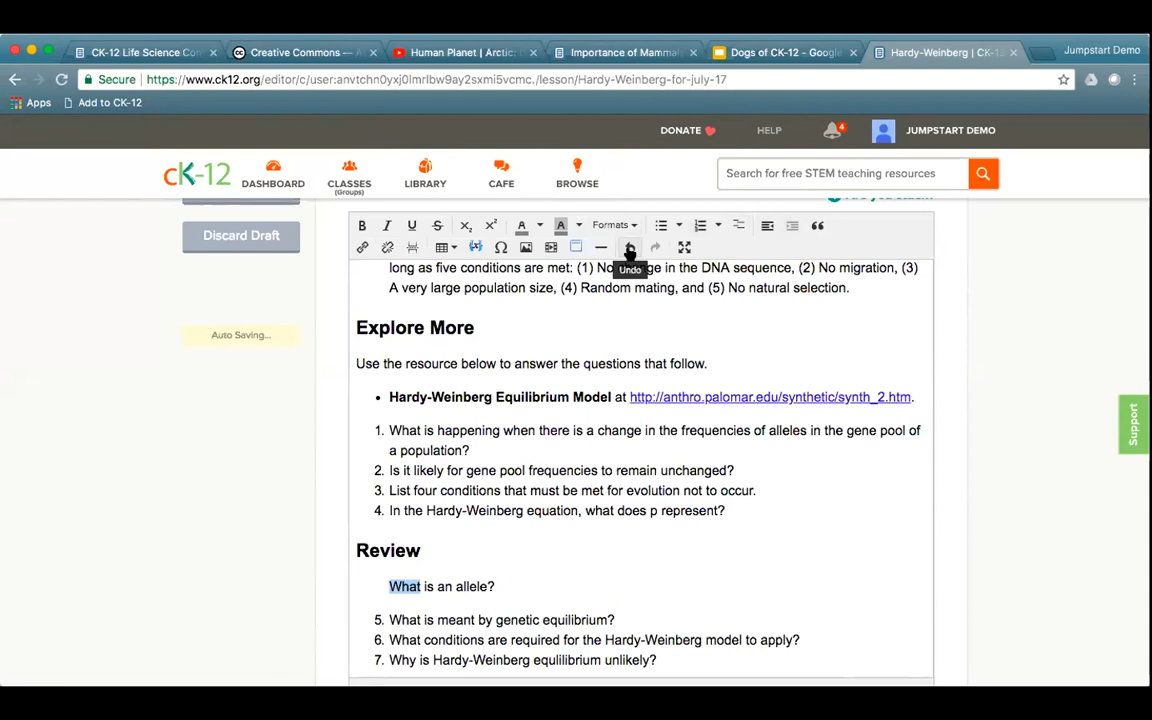 CK-12 Life Science Con
Creative Commons —
Human Planet | Arctic:
Importance of Mammal
Dogs of CK-12 - Google
Hardy-Weinberg | CK-1
Jumpstart Demo
Secure
https://www.ck12.org/editor/c/user:anvtchn0yxj0lmrlbw9ay2sxmi5vcmc./lesson/Hardy-Weinberg-for-july-17
Apps
Add to CK-12
DONATE
HELP
4
JUMPSTART DEMO
cK-12
DASHBOARD
CLASSES
(Groups)
LIBRARY
CAFE
BROWSE
Search for free STEM teaching resources
Discard Draft
Auto Saving...
B I U S X₂ X² A A Formats
Undo
long as five conditions are met: (1) No ge in the DNA sequence, (2) No migration, (3)
A very large population size, (4) Random mating, and (5) No natural selection.
Explore More
Use the resource below to answer the questions that follow.
• Hardy-Weinberg Equilibrium Model at http://anthro.palomar.edu/synthetic/synth_2.htm.
1. What is happening when there is a change in the frequencies of alleles in the gene pool of
a population?
2. Is it likely for gene pool frequencies to remain unchanged?
3. List four conditions that must be met for evolution not to occur.
4. In the Hardy-Weinberg equation, what does p represent?
Review
What is an allele?
5. What is meant by genetic equilibrium?
6. What conditions are required for the Hardy-Weinberg model to apply?
7. Why is Hardy-Weinberg equlilibrium unlikely?
Support